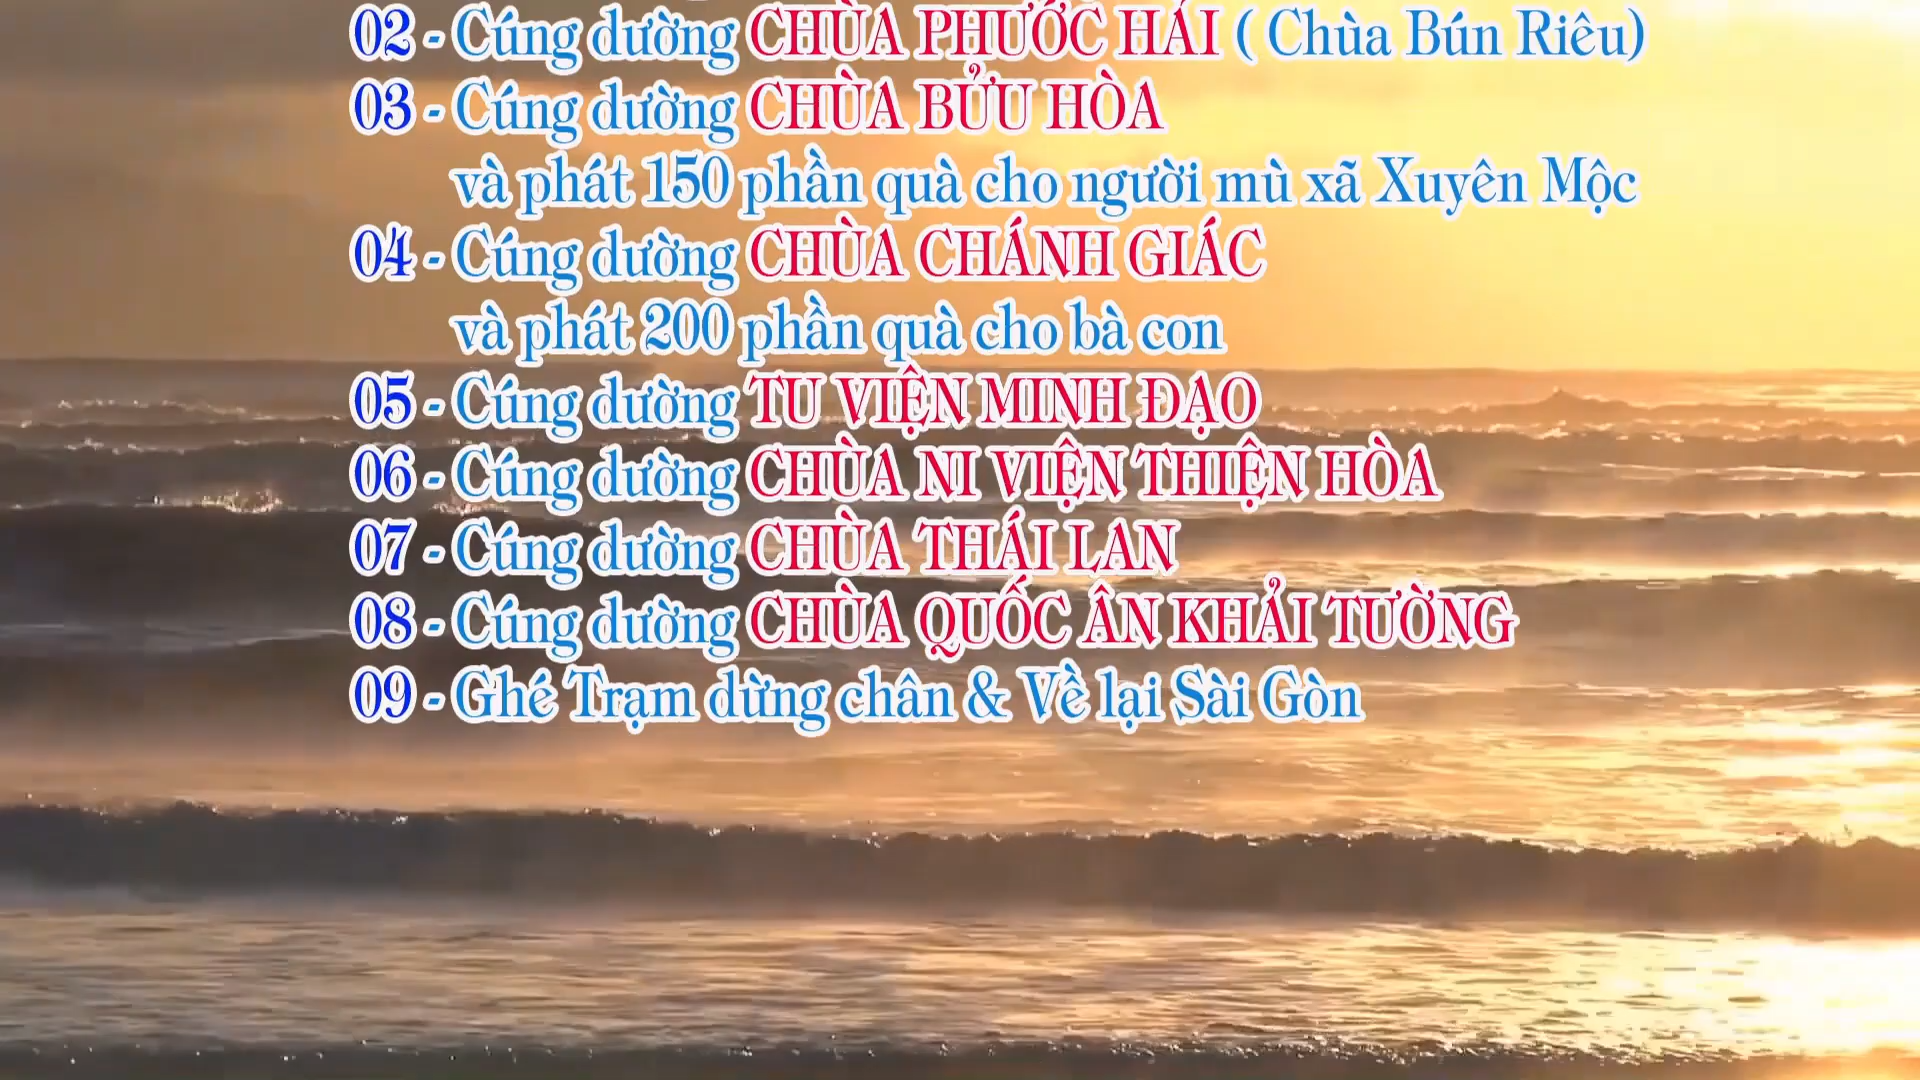 02 - Cúng dường CHÙA PHƯỚC HẢI ( Chùa Bún Riêu)
03 - Cúng dường CHÙA BỬU HÒA
và phát 150 phần quà cho người mù xã Xuyên Mộc
04 - Cúng dường CHÙA CHÁNH GIÁC
và phát 200 phần quà cho bà con
05 - Cúng dường TU VIỆN MINH ĐẠO
06 - Cúng dường CHÙA NI VIỆN THIỆN HÒA
07 - Cúng dường CHÙA THÁI LAN
08 - Cúng dường CHÙA QUỐC ÂN KHẢI TƯỜNG
09 - Ghé Trạm dừng chân & Về lại Sài Gòn